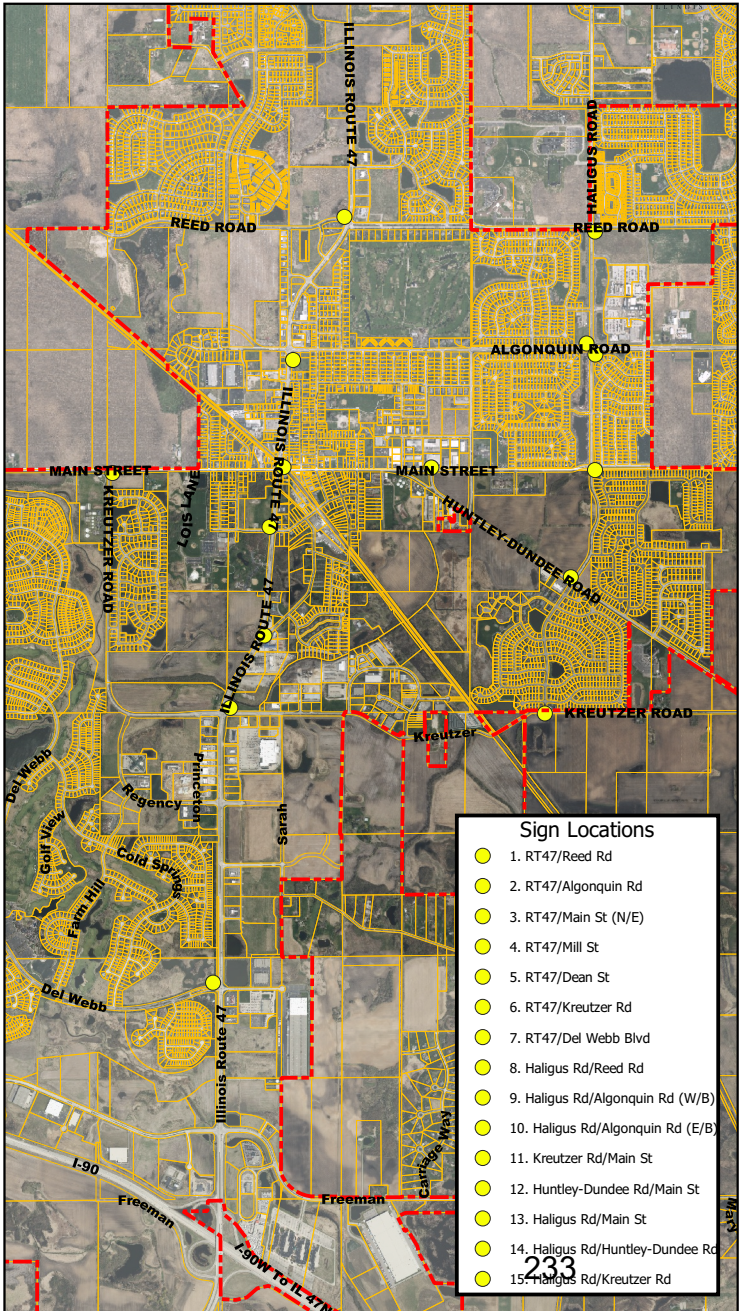 ILLINOIS
ILLINOIS ROUTE 47
HALIGUS ROAD
REED ROAD
REED ROAD
ALGONQUIN ROAD
ILLINOIS ROUTE 47
MAIN STREET
MAIN STREET
LOIS LANE
KREUTZER ROAD
HUNTLEY-DUNDEE ROAD
ILLINOIS ROUTE 47
KREUTZER ROAD
Kreutzer
Del Webb
Princeton
Regency
Sarah
Golf View
Cold Springs
Farm Hill
Del Webb
Illinois Route 47
Carriage Way
I-90
Freeman
Freeman
I-90W To IL 47N
Mary
Sign Locations
1. RT47/Reed Rd
2. RT47/Algonquin Rd
3. RT47/Main St (N/E)
4. RT47/Mill St
5. RT47/Dean St
6. RT47/Kreutzer Rd
7. RT47/Del Webb Blvd
8. Haligus Rd/Reed Rd
9. Haligus Rd/Algonquin Rd (W/B)
10. Haligus Rd/Algonquin Rd (E/B)
11. Kreutzer Rd/Main St
12. Huntley-Dundee Rd/Main St
13. Haligus Rd/Main St
14. Haligus Rd/Huntley-Dundee Rd
15. Haligus Rd/Kreutzer Rd
233